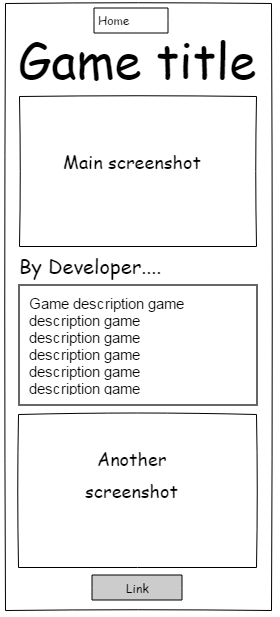 Home
Game title
Main screenshot
By Developer....
Game description game
description game
description game
description game
description game
description game
Another
screenshot
Link